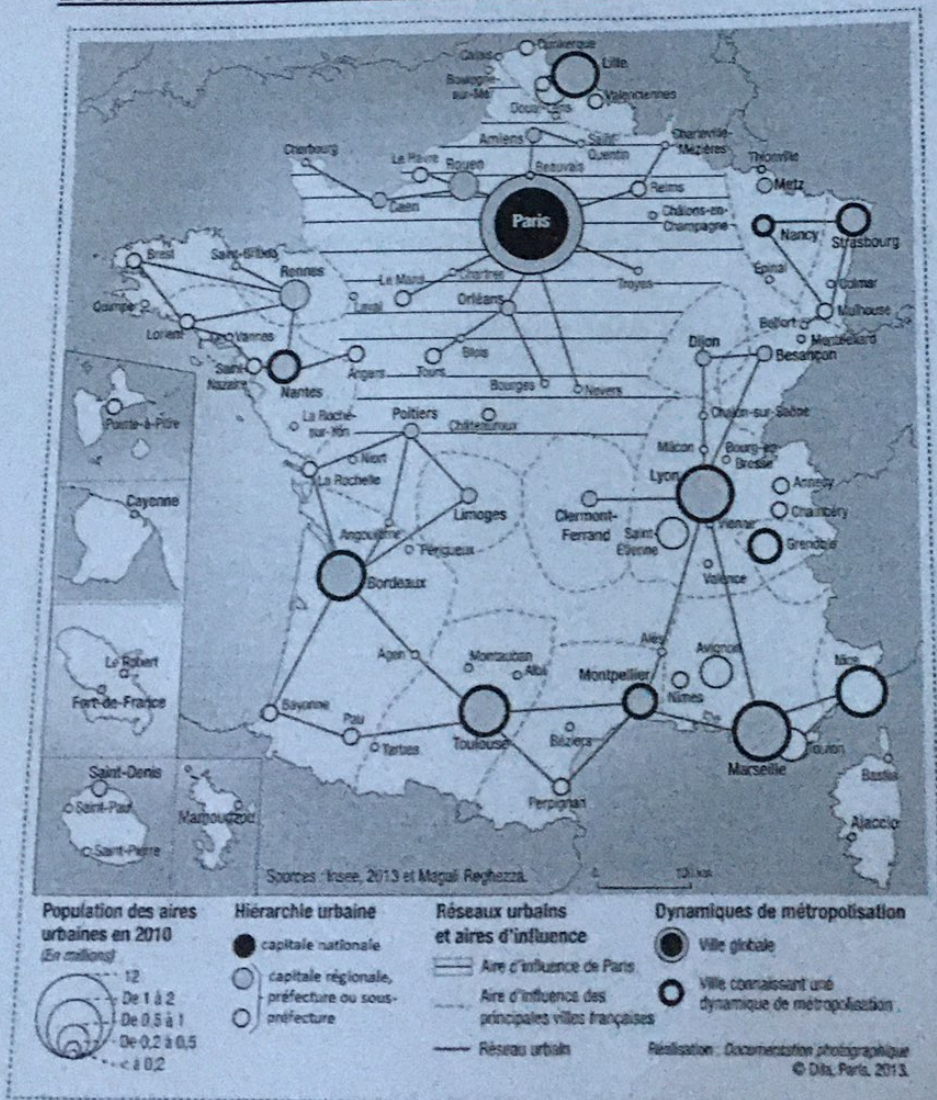 Dunkerque
Calais
Lille
Boulogne-
sur-Mer
Valenciennes
Douai-Lens
Amiens
Saint-
Quentin
Charleville-
Mézières
Cherbourg
Le Havre
Rouen
Beauvais
Thionville
Metz
Reims
Caen
Paris
Châlons-en-
Champagne
Nancy
Strasbourg
Brest
Saint-Brieuc
Rennes
Chartres
Le Mans
Troyes
Épinal
Colmar
Quimper
Laval
Orléans
Mulhouse
Lorient
Vannes
Belfort
Montbéliard
Blois
Dijon
Besançon
Saint-
Nazaire
Nantes
Angers
Tours
Bourges
Nevers
La Roche-
sur-Yon
Poitiers
Châteauroux
Chalon-sur-Saône
Pointe-à-Pitre
Niort
Mâcon
Bourg-en-
Bresse
La Rochelle
Lyon
Annecy
Cayenne
Limoges
Clermont-
Ferrand
Vienne
Chambéry
Angoulême
Saint
Étienne
Grenoble
Périgueux
Valence
Bordeaux
Alès
Avignon
Agen
Montauban
Albi
Montpellier
Nice
Le Robert
Fort-de-France
Nîmes
Bayonne
Pau
Tarbes
Toulouse
Béziers
Marseille
Toulon
Saint-Denis
Saint-Paul
Mamoudzou
Perpignan
Bastia
Saint-Pierre
Ajaccio
Sources : Insee, 2013 et Magali Reghezza.
Population des aires
urbaines en 2010
(En millions)
12
De 1 à 2
De 0,5 à 1
De 0,2 à 0,5
< à 0,2
Hiérarchie urbaine
capitale nationale
capitale régionale,
préfecture ou sous-
préfecture
Réseaux urbains
et aires d'influence
Aire d'influence de Paris
Aire d'influence des
principales villes françaises
Réseau urbain
Dynamiques de métropolisation
Ville globale
Ville connaissant une
dynamique de métropolisation
Réalisation : Documentation photographique
© Dila, Paris, 2013.